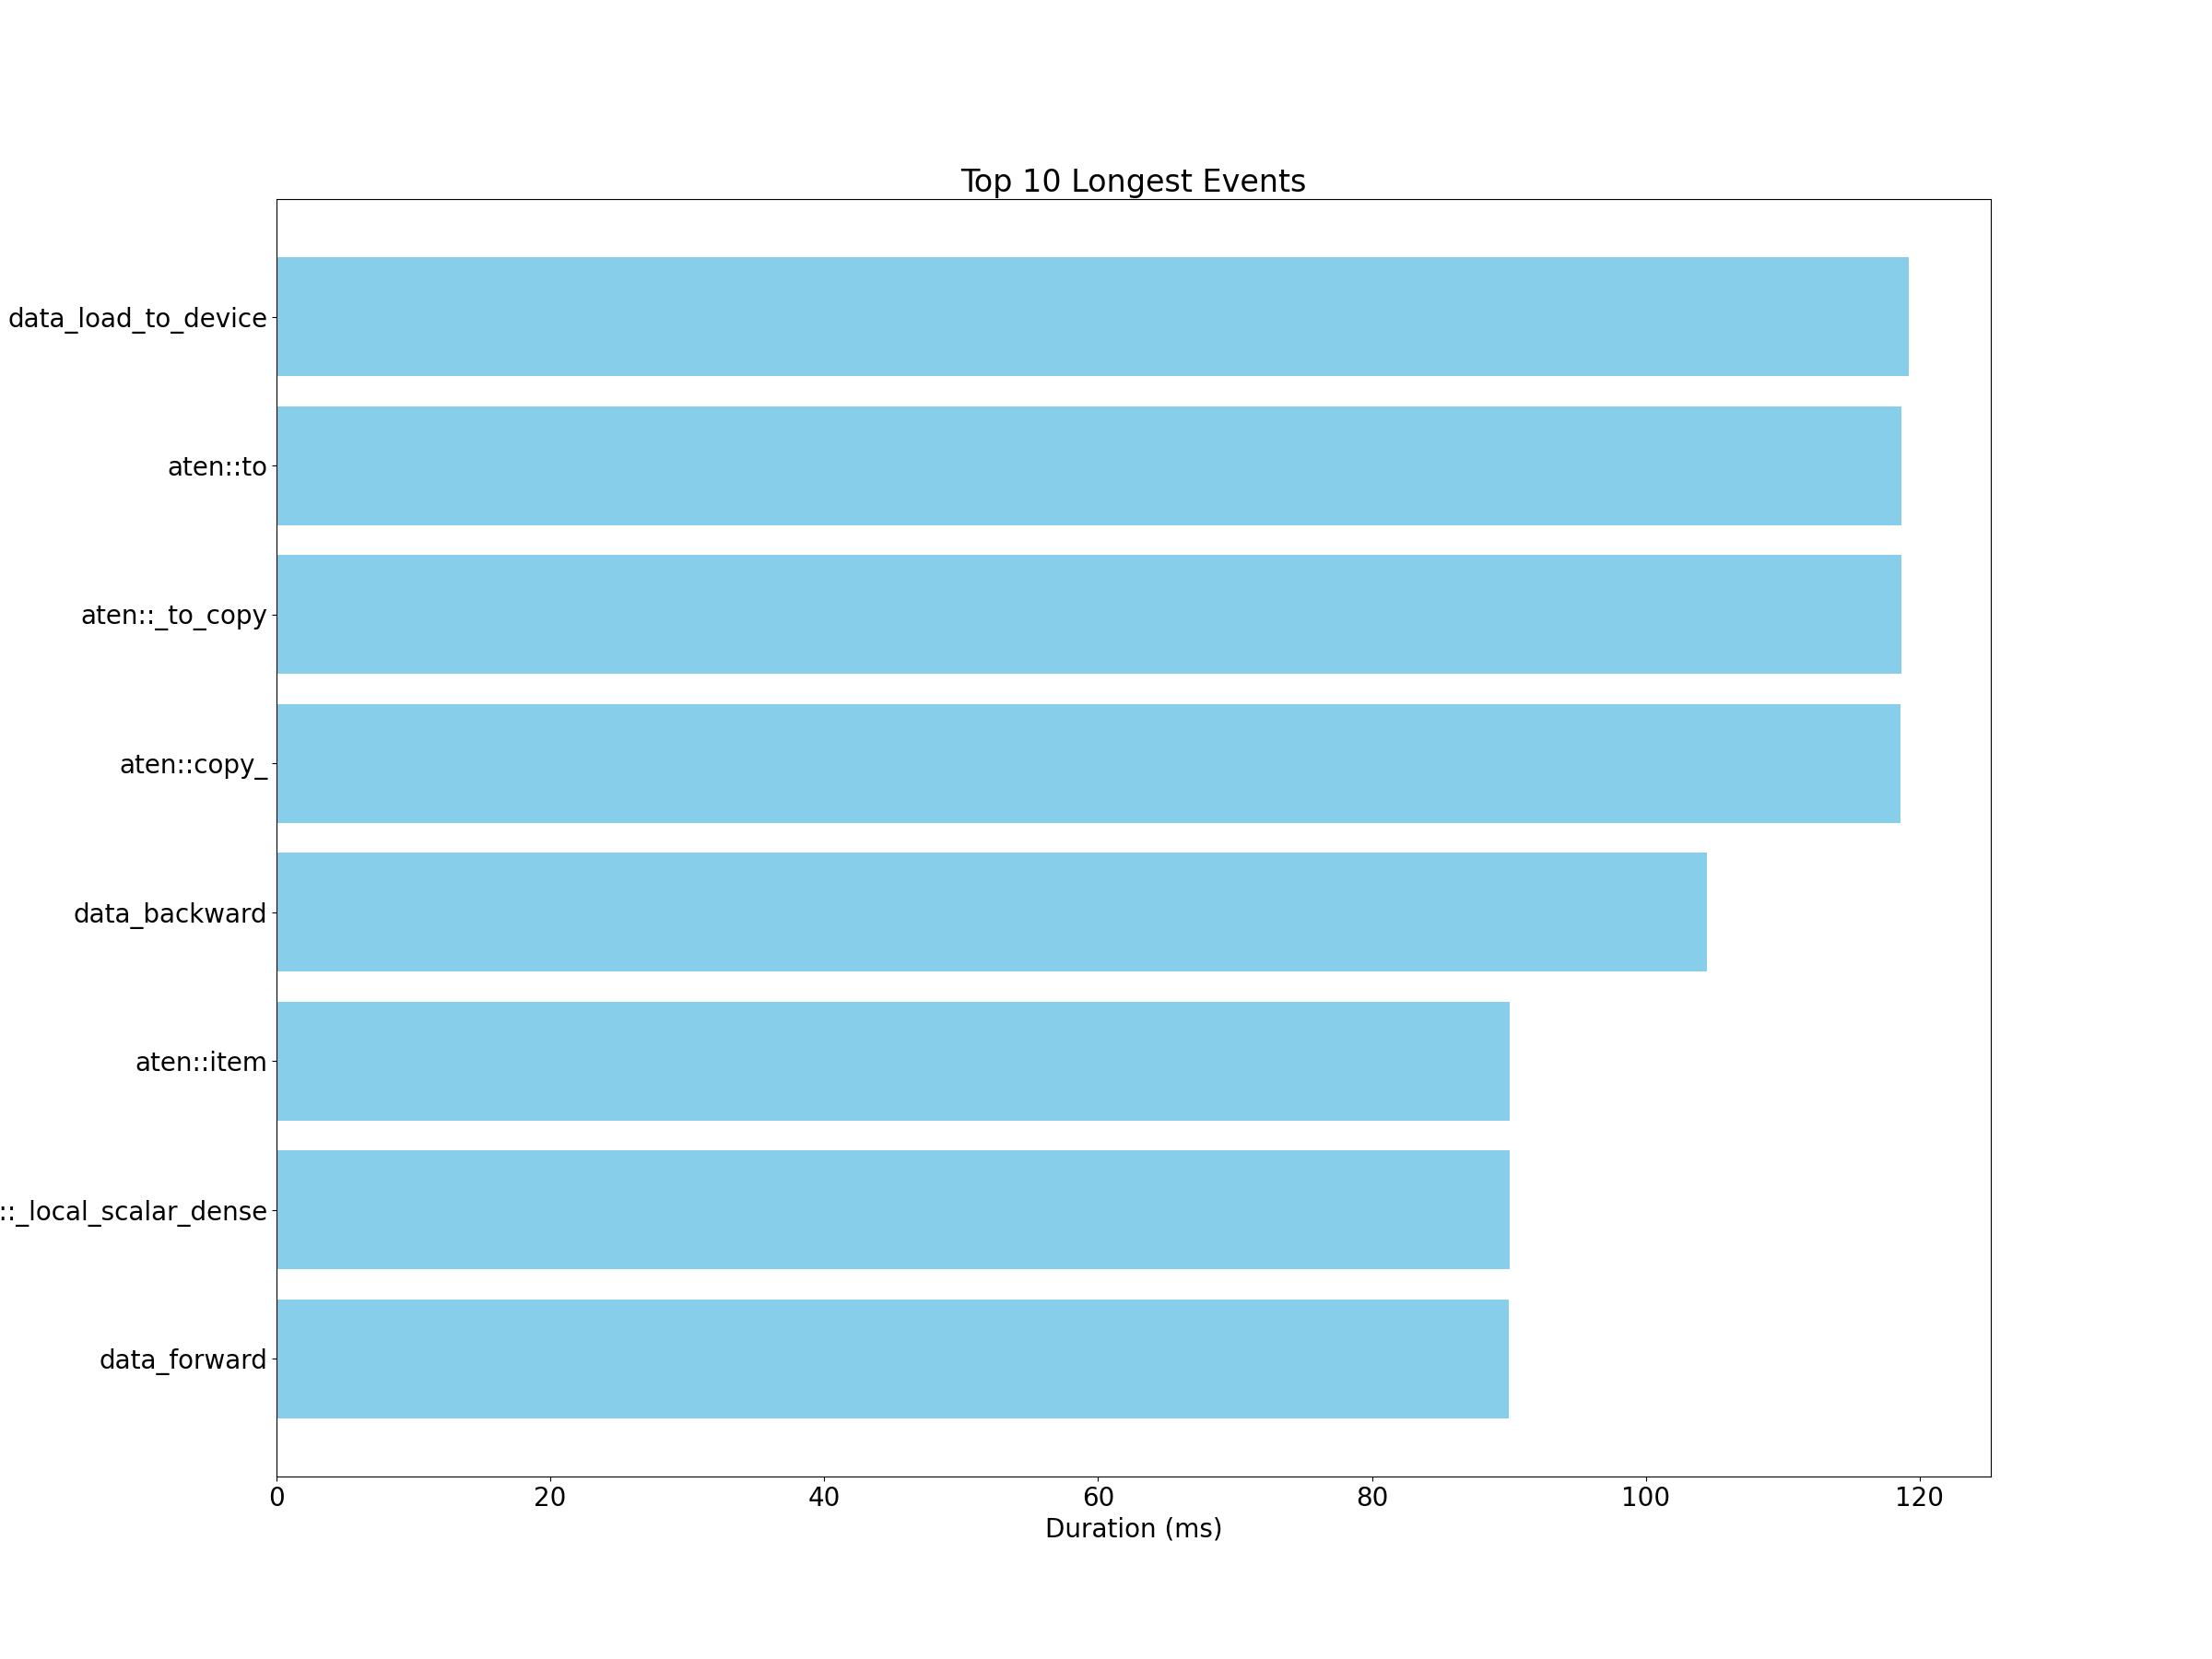 Top 10 Longest Events
data_load_to_device
aten::to
aten::_to_copy
aten::copy_
data_backward
aten::item
::_local_scalar_dense
data_forward
0 20 40 60 80 100 120
Duration (ms)